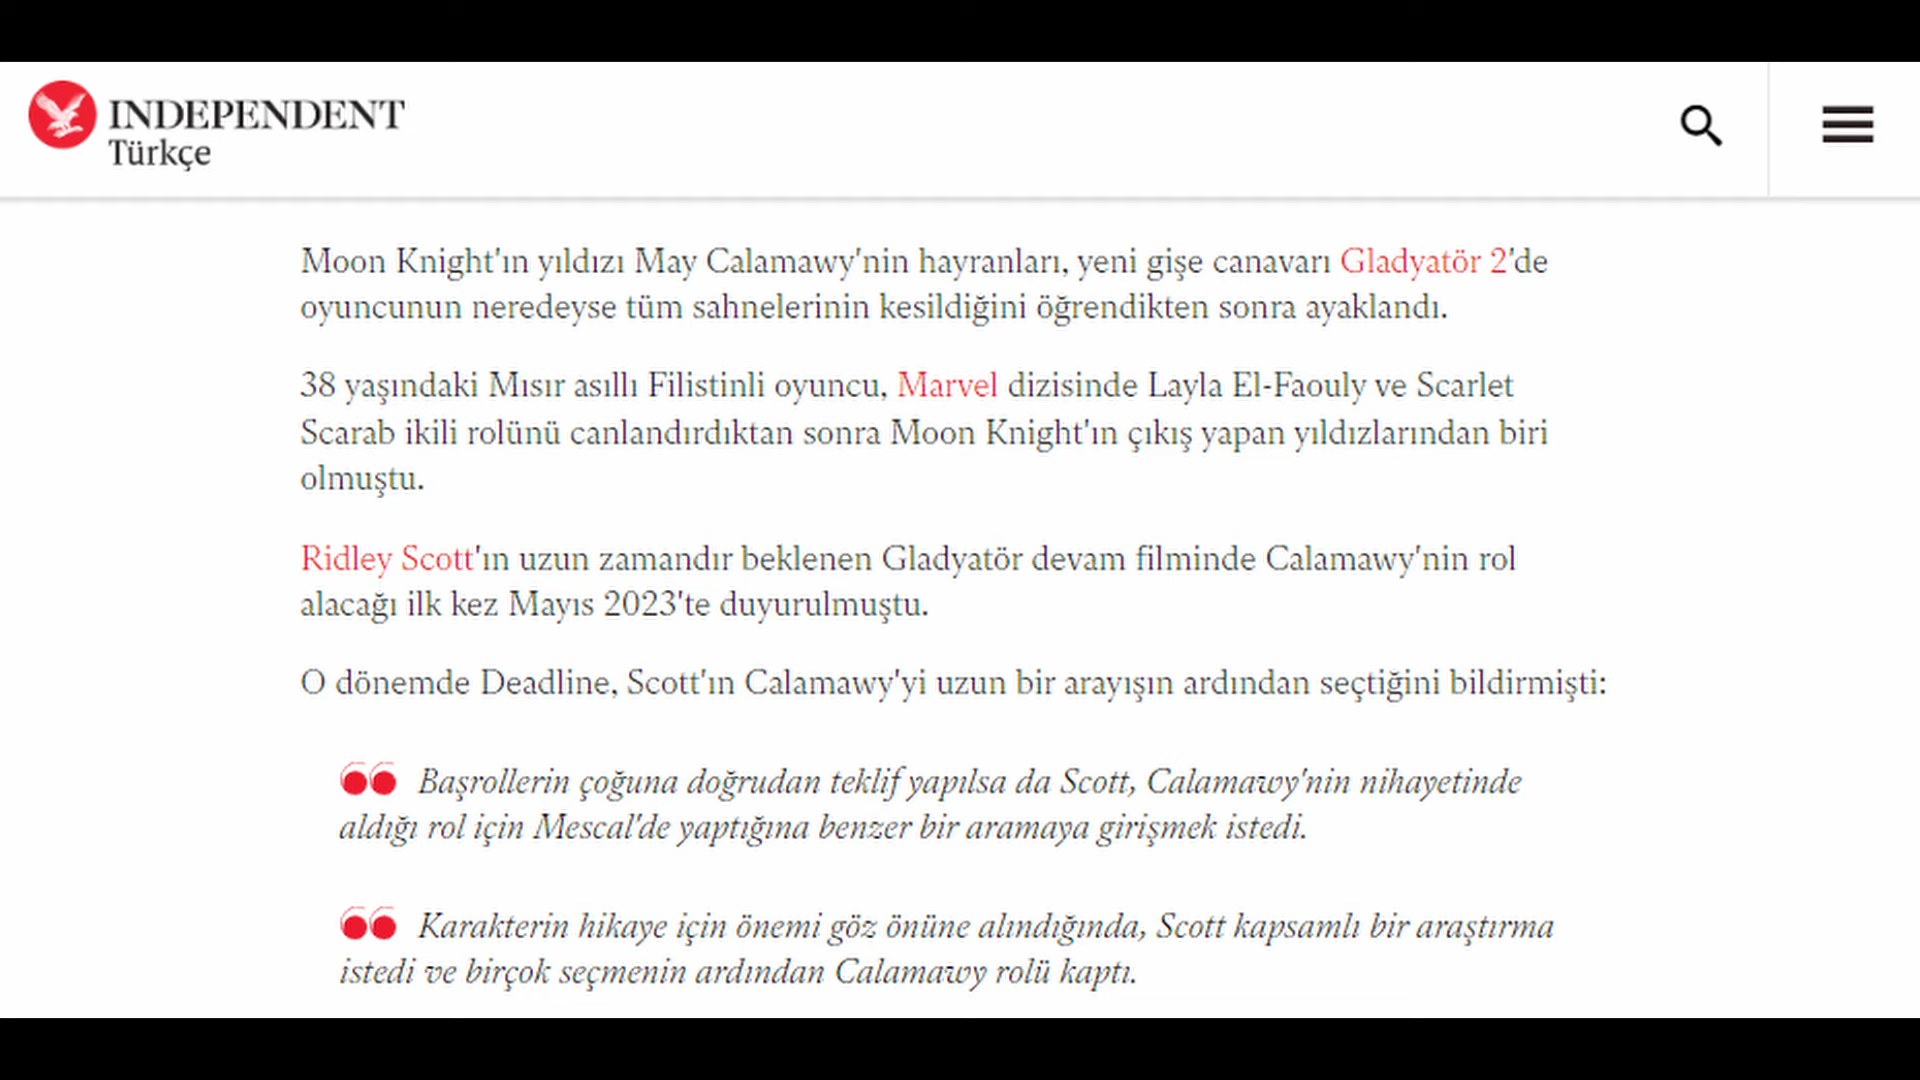 INDEPENDENT
Türkçe
Moon Knight'ın yıldızı May Calamawy'nin hayranları, yeni gişe canavarı Gladyatör 2'de
oyuncunun neredeyse tüm sahnelerinin kesildiğini öğrendikten sonra ayaklandı.
38 yaşındaki Mısır asıllı Filistinli oyuncu, Marvel dizisinde Layla El-Faouly ve Scarlet
Scarab ikili rolünü canlandırdıktan sonra Moon Knight'ın çıkış yapan yıldızlarından biri
olmuştu.
Ridley Scott'ın uzun zamandır beklenen Gladyatör devam filminde Calamawy'nin rol
alacağı ilk kez Mayıs 2023'te duyurulmuştu.
O dönemde Deadline, Scott'ın Calamawy'yi uzun bir arayışın ardından seçtiğini bildirmişti:
Başrollerin çoğuna doğrudan teklif yapılsa da Scott, Calamawy'nin nihayetinde
aldığı rol için Mescal'de yaptığına benzer bir aramaya girişmek istedi.
Karakterin hikaye için önemi göz önüne alındığında, Scott kapsamlı bir araştırma
istedi ve birçok seçmenin ardından Calamawy rolü kaptı.